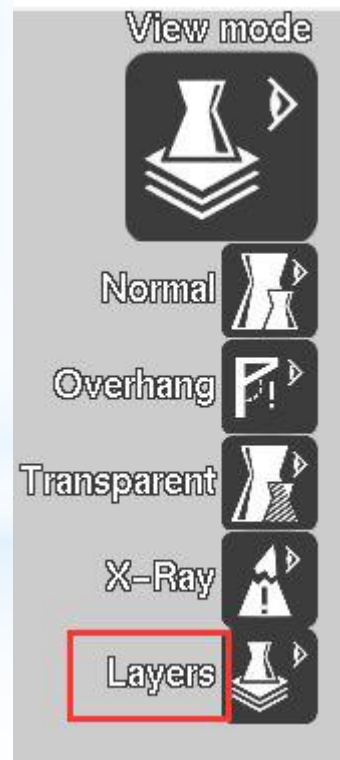 View mode
Normal
Overhang
Transparent
X-Ray
Layers